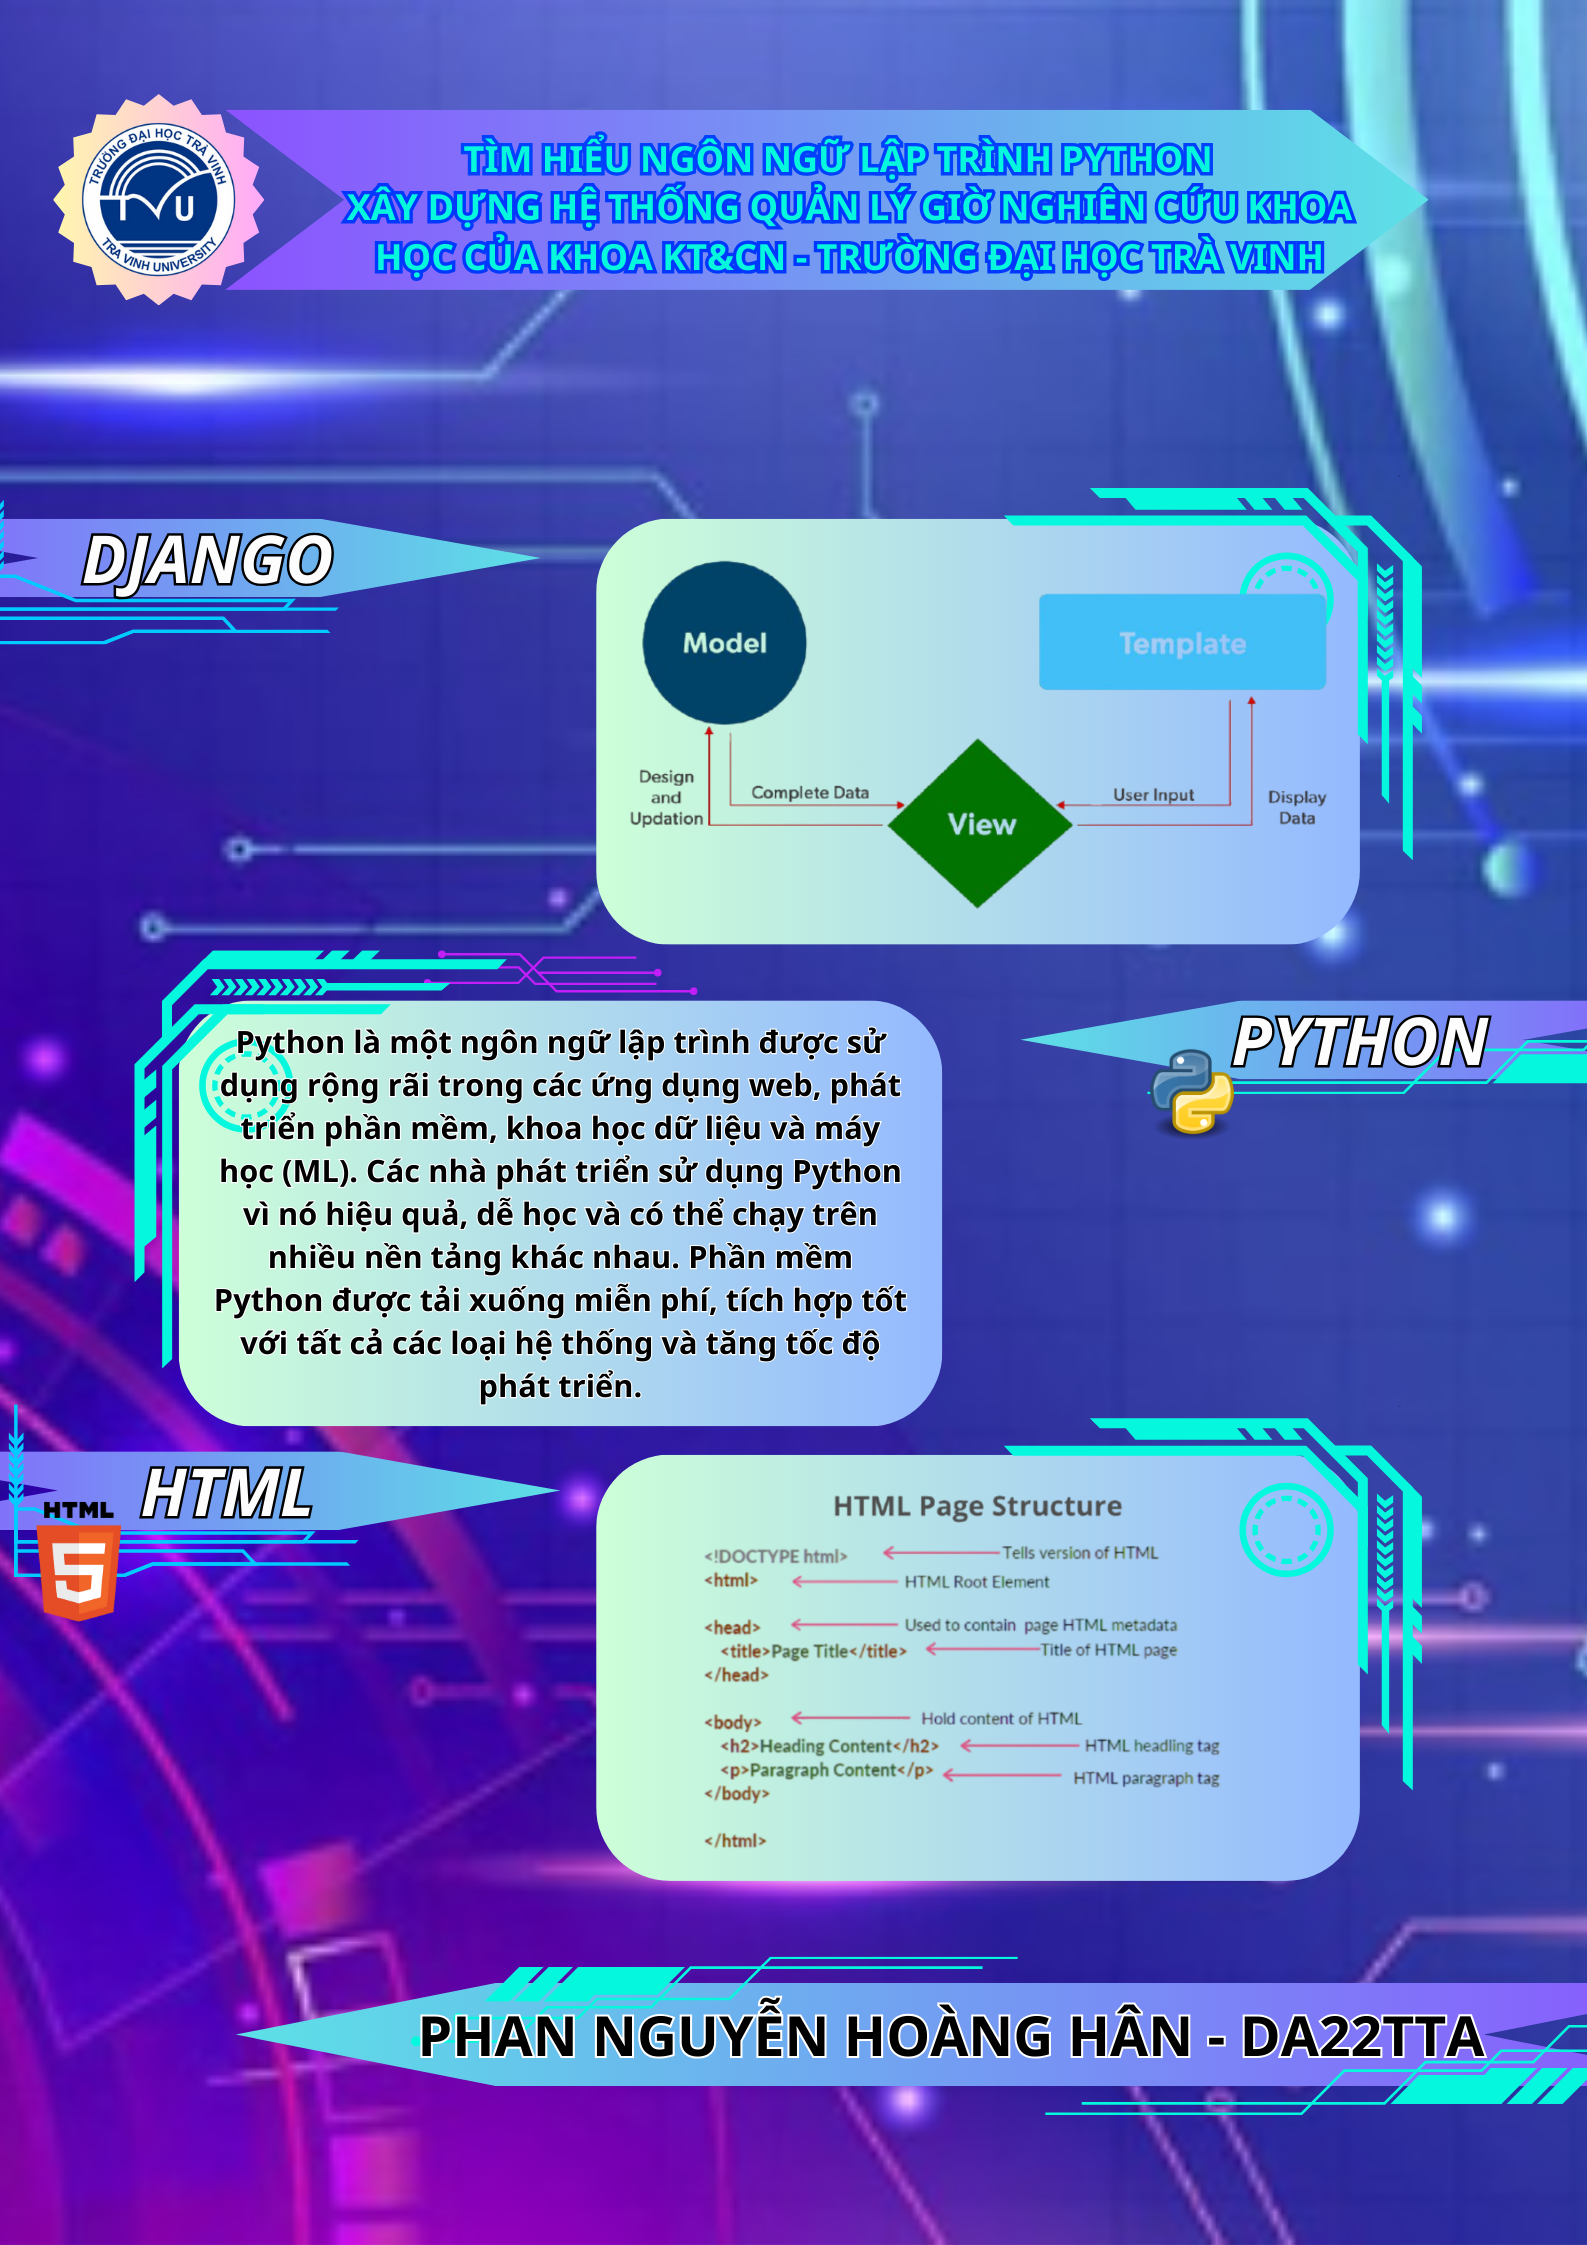 TRƯỜNG ĐẠI HỌC TRÀ VINH
TVU
TRA VINH UNIVERSITY
TÌM HIỂU NGÔN NGỮ LẬP TRÌNH PYTHON
XÂY DỰNG HỆ THỐNG QUẢN LÝ GIỜ NGHIÊN CỨU KHOA
HỌC CỦA KHOA KT&CN - TRƯỜNG ĐẠI HỌC TRÀ VINH
DJANGO
Model
Template
Design
and
Updation
Complete Data
View
User Input
Display
Data
PYTHON
Python là một ngôn ngữ lập trình được sử
dụng rộng rãi trong các ứng dụng web, phát
triển phần mềm, khoa học dữ liệu và máy
học (ML). Các nhà phát triển sử dụng Python
vì nó hiệu quả, dễ học và có thể chạy trên
nhiều nền tảng khác nhau. Phần mềm
Python được tải xuống miễn phí, tích hợp tốt
với tất cả các loại hệ thống và tăng tốc độ
phát triển.
HTML
HTML
5
HTML Page Structure
<!DOCTYPE html> Tells version of HTML
<html> HTML Root Element
<head> Used to contain page HTML metadata
<title>Page Title</title> Title of HTML page
</head>
<body> Hold content of HTML
<h2>Heading Content</h2> HTML headling tag
<p>Paragraph Content</p> HTML paragraph tag
</body>
</html>
PHAN NGUYỄN HOÀNG HÂN - DA22TTA